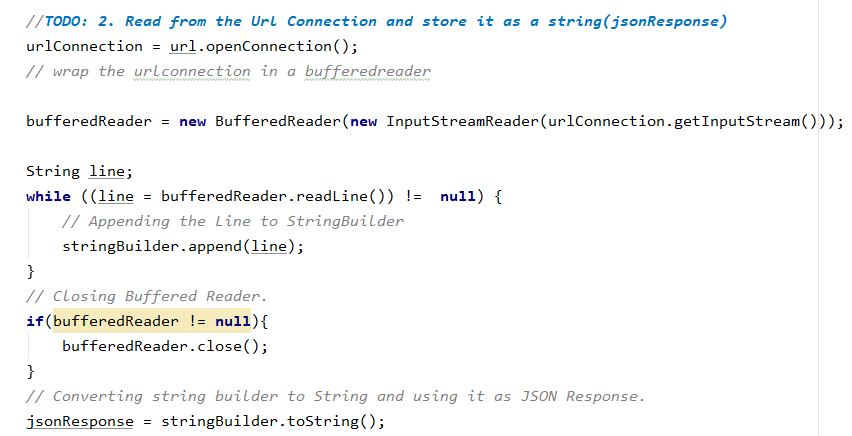 //TODO: 2. Read from the Url Connection and store it as a string(jsonResponse)
urlConnection = url.openConnection();
// wrap the urlconnection in a bufferedreader
bufferedReader = new BufferedReader(new InputStreamReader(urlConnection.getInputStream()));
String line;
while ((line = bufferedReader.readLine()) !=  null) {
// Appending the Line to StringBuilder
stringBuilder.append(line);
}
// Closing Buffered Reader.
if(bufferedReader != null){
bufferedReader.close();
}
// Converting string builder to String and using it as JSON Response.
jsonResponse = stringBuilder.toString();